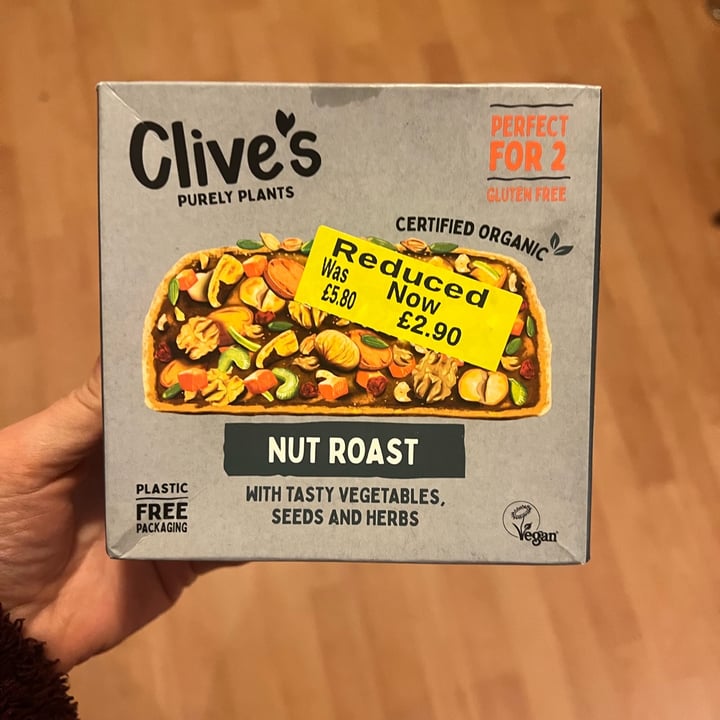 Clive's
PURELY PLANTS
PERFECT
FOR 2
GLUTEN FREE
CERTIFIED ORGANIC
Reduced
Was Now
£5.80 £2.90
NUT ROAST
WITH TASTY VEGETABLES,
SEEDS AND HERBS
PLASTIC
FREE
PACKAGING
Vegan